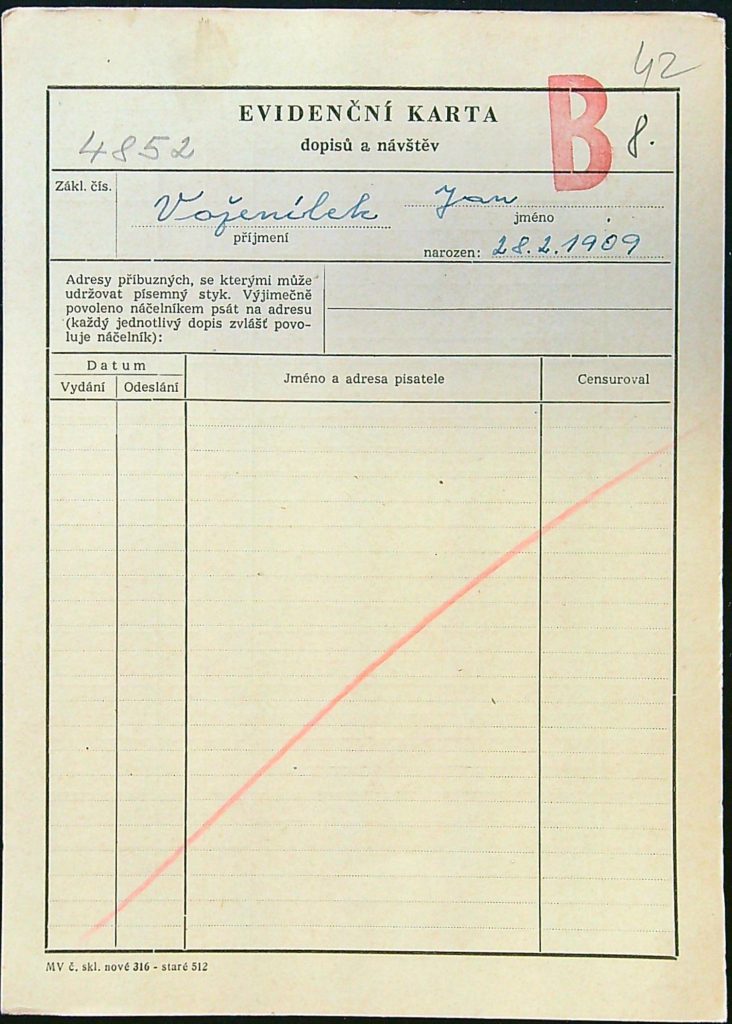 42
EVIDENČNÍ KARTA
B
8.
4852
dopisů a návštěv
Zákl. čís.
Voženílek Jan
příjmení
jméno
narozen: 28.2.1909
Adresy příbuzných, se kterými může
udržovat písemný styk. Výjimečně
povoleno náčelníkem psát na adresu
(každý jednotlivý dopis zvlášť povo-
luje náčelník):
Datum
Vydání
Odeslání
Jméno a adresa pisatele
Censuroval
MV č. skl. nové 316 - staré 512